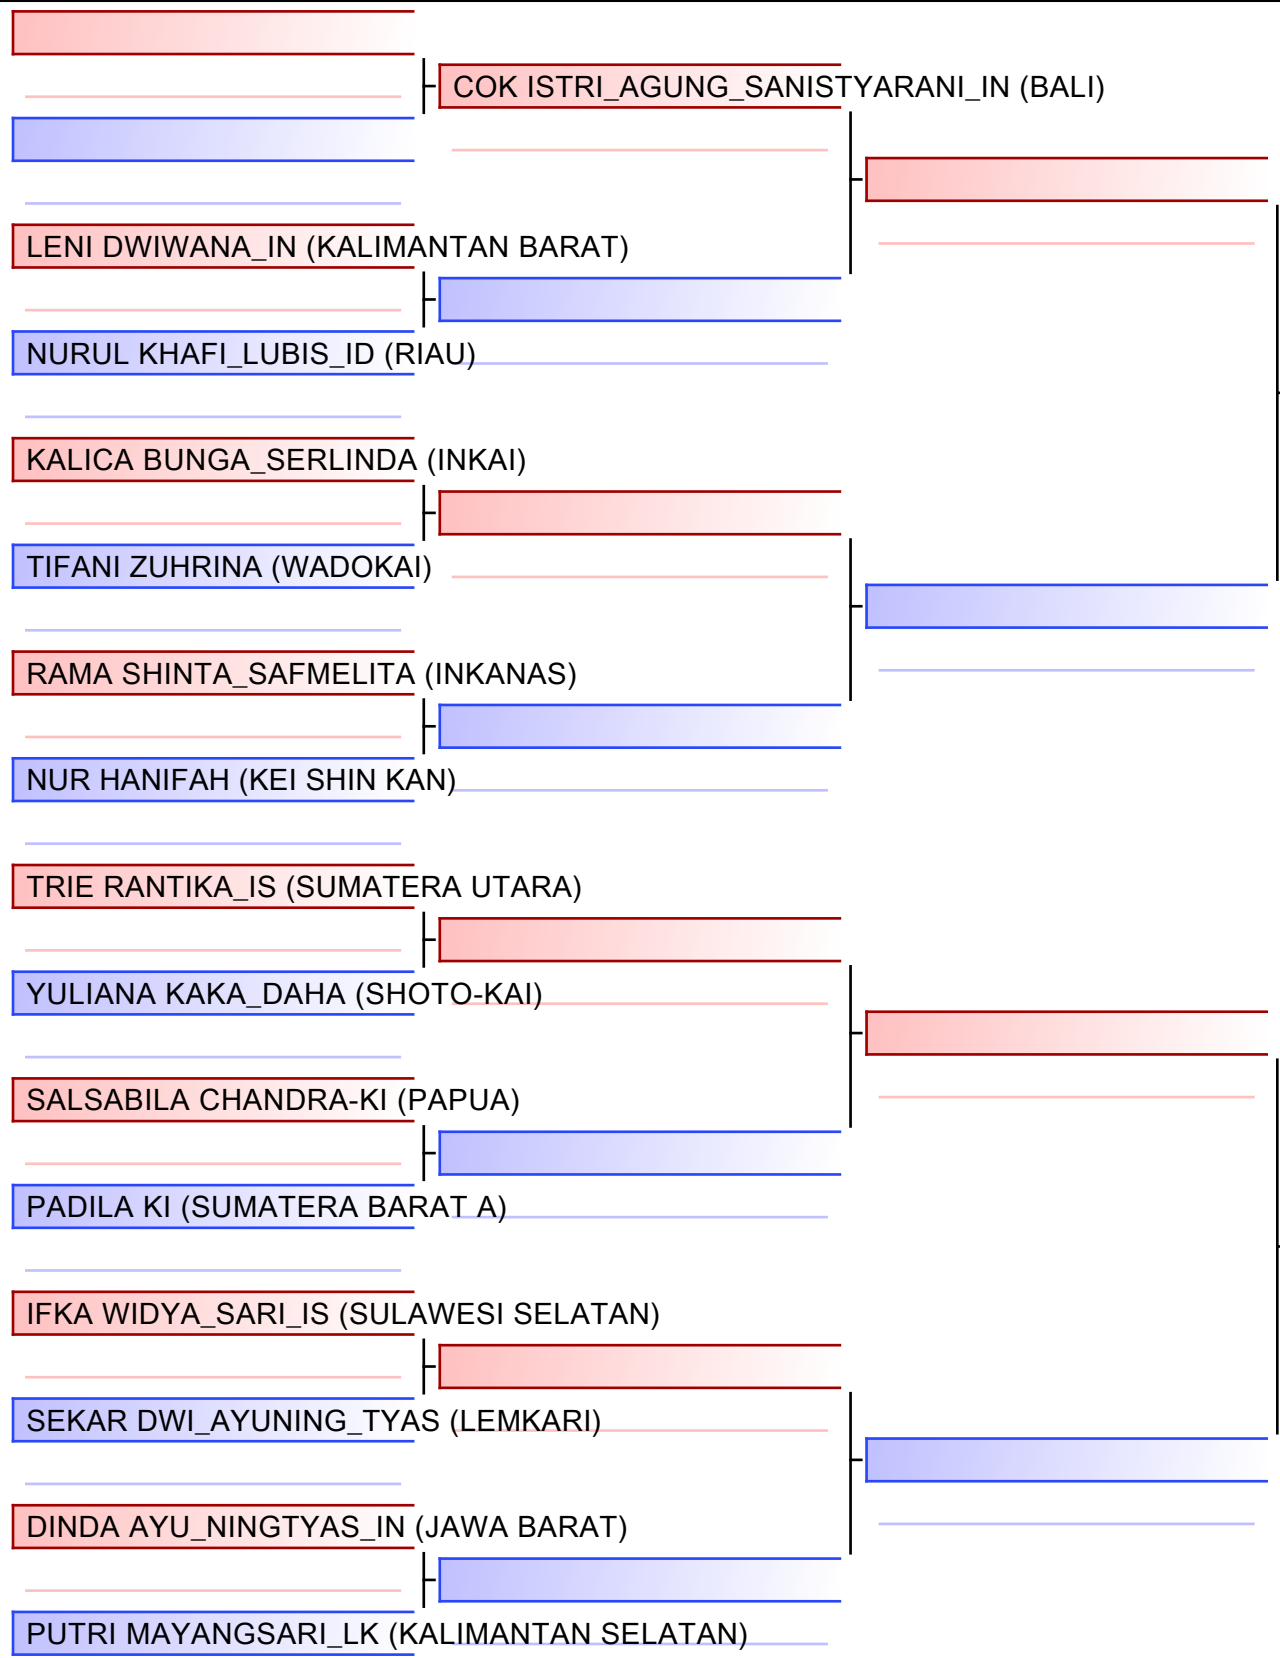 COK ISTRI_AGUNG_SANISTYARANI_IN (BALI)
LENI DWIWANA_IN (KALIMANTAN BARAT)
NURUL KHAFI_LUBIS_ID (RIAU)
KALICA BUNGA_SERLINDA (INKAI)
TIFANI ZUHRINA (WADOKAI)
RAMA SHINTA_SAFMELITA (INKANAS)
NUR HANIFAH (KEI SHIN KAN)
TRIE RANTIKA_IS (SUMATERA UTARA)
YULIANA KAKA_DAHA (SHOTO-KAI)
SALSABILA CHANDRA-KI (PAPUA)
PADILA KI (SUMATERA BARAT A)
IFKA WIDYA_SARI_IS (SULAWESI SELATAN)
SEKAR DWI_AYUNING_TYAS (LEMKARI)
DINDA AYU_NINGTYAS_IN (JAWA BARAT)
PUTRI MAYANGSARI_LK (KALIMANTAN SELATAN)